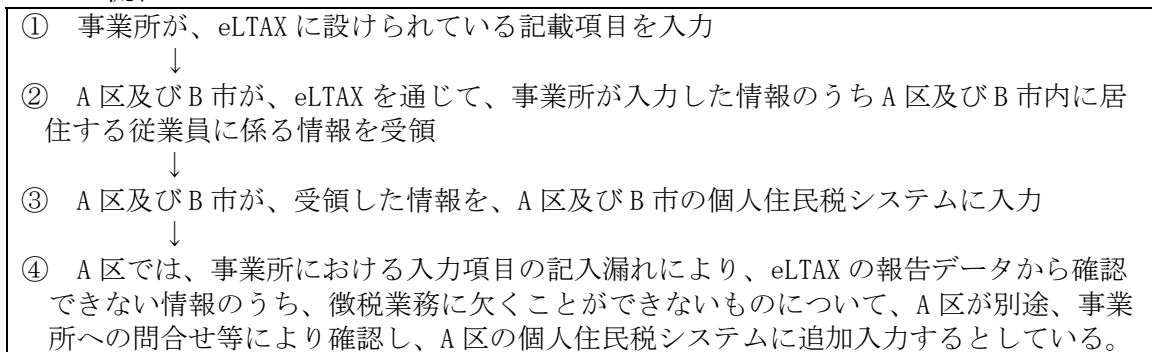 ① 事業所が、eLTAX に設けられている記載項目を入力
↓
② A 区及び B 市が、eLTAX を通じて、事業所が入力した情報のうち A 区及び B 市内に居
住する従業員に係る情報を受領
↓
③ A 区及び B 市が、受領した情報を、A 区及び B 市の個人住民税システムに入力
↓
④ A 区では、事業所における入力項目の記入漏れにより、eLTAX の報告データから確認
できない情報のうち、徴税業務に欠くことができないものについて、A 区が別途、事業
所への問合せ等により確認し、A 区の個人住民税システムに追加入力するとしている。